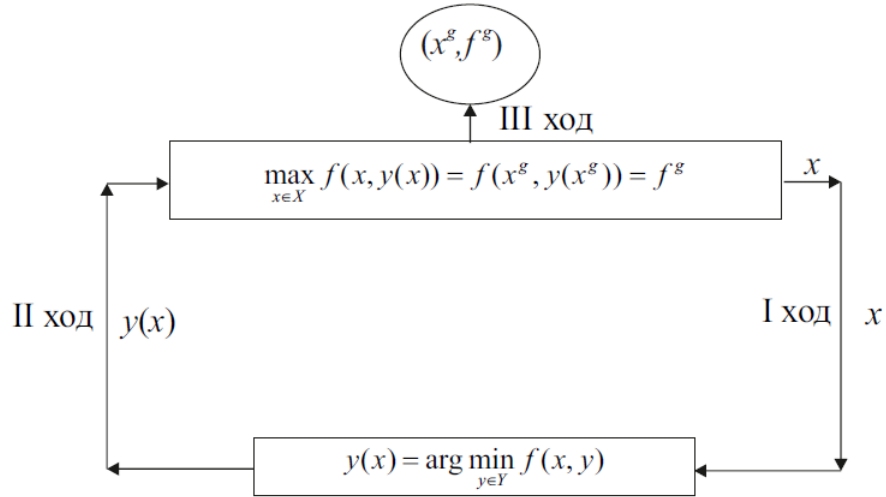 (x^g, f^g)
III ход
max_{x∈X} f(x, y(x)) = f(x^g, y(x^g)) = f^g
x
II ход
y(x)
I ход
x
y(x) = arg min_{y∈Y} f(x, y)